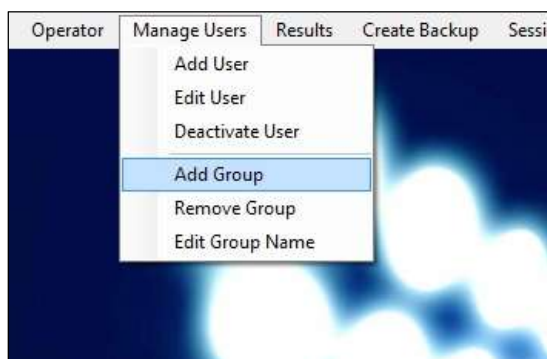 Operator Manage Users Results Create Backup Sessi
Add User
Edit User
Deactivate User
Add Group
Remove Group
Edit Group Name